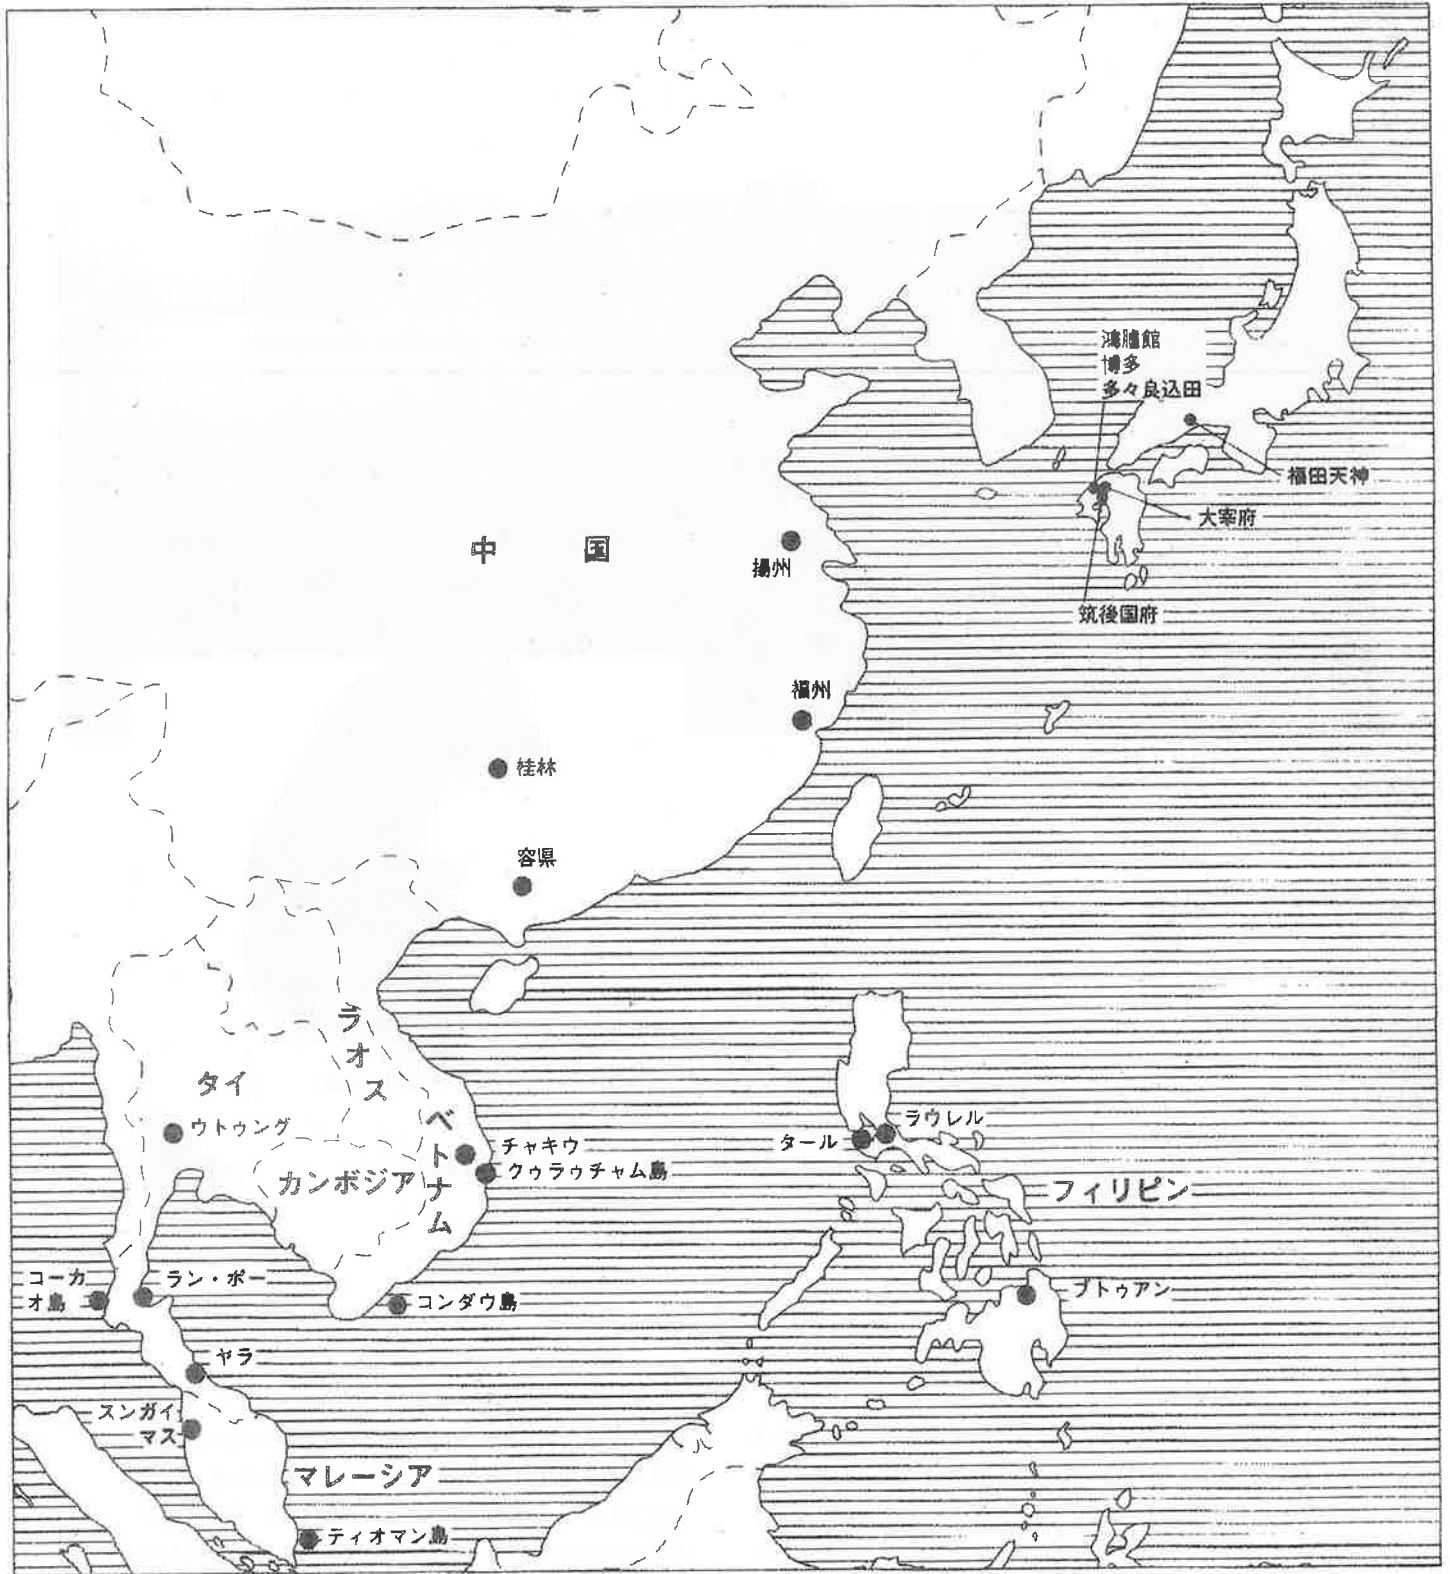 鴻臚館
博多
多々良込田
福田天神
大宰府
筑後国府
中国
揚州
福州
桂林
容県
ラオス
タイ
ウトゥング
ベトナム
チャキウ
クゥラゥチャム島
カンボジア
ラウレル
タール
フィリピン
コーカ
オ島
ラン・ポー
コンダウ島
ブトゥアン
ヤラ
スンガイ
マス
マレーシア
ティオマン島